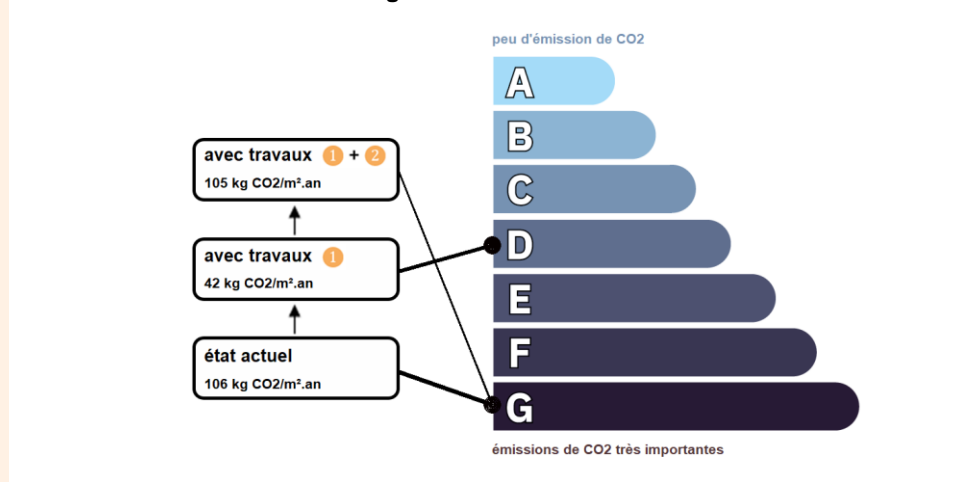 peu d'émission de CO2
A
B
C
D
E
F
G
émissions de CO2 très importantes
avec travaux 1 + 2
105 kg CO2/m².an
avec travaux 1
42 kg CO2/m².an
état actuel
106 kg CO2/m².an